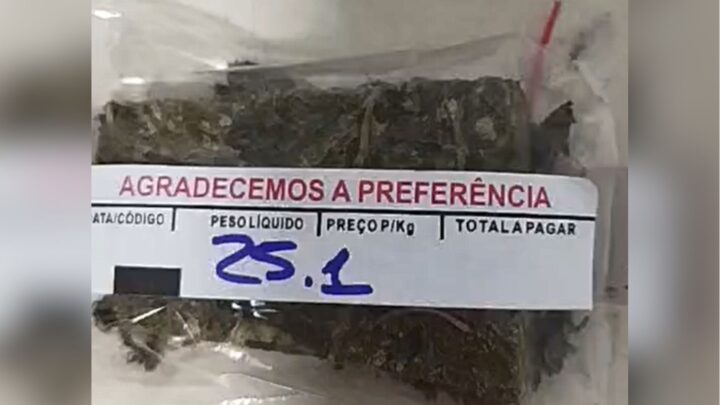 AGRADECEMOS A PREFERÊNCIA
ATA/CÓDIGO PESO LÍQUIDO PREÇO P/Kg TOTAL A PAGAR
25.1